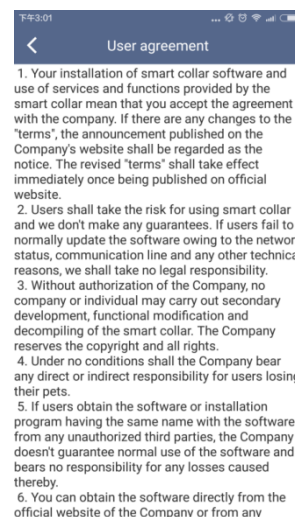 下午3:01
...
User agreement
1. Your installation of smart collar software and
use of services and functions provided by the
smart collar mean that you accept the agreement
with the company. If there are any changes to the
"terms", the announcement published on the
Company's website shall be regarded as the
notice. The revised "terms" shall take effect
immediately once being published on official
website.
2. Users shall take the risk for using smart collar
and we don't make any guarantees. If users fail to
normally update the software owing to the networ
status, communication line and any other technica
reasons, we shall take no legal responsibility.
3. Without authorization of the Company, no
company or individual may carry out secondary
development, functional modification and
decompiling of the smart collar. The Company
reserves the copyright and all rights.
4. Under no conditions shall the Company bear
any direct or indirect responsibility for users losing
their pets.
5. If users obtain the software or installation
program having the same name with the software
from any unauthorized third parties, the Company
doesn't guarantee normal use of the software and
bears no responsibility for any losses caused
thereby.
6. You can obtain the software directly from the
official website of the Company or from any